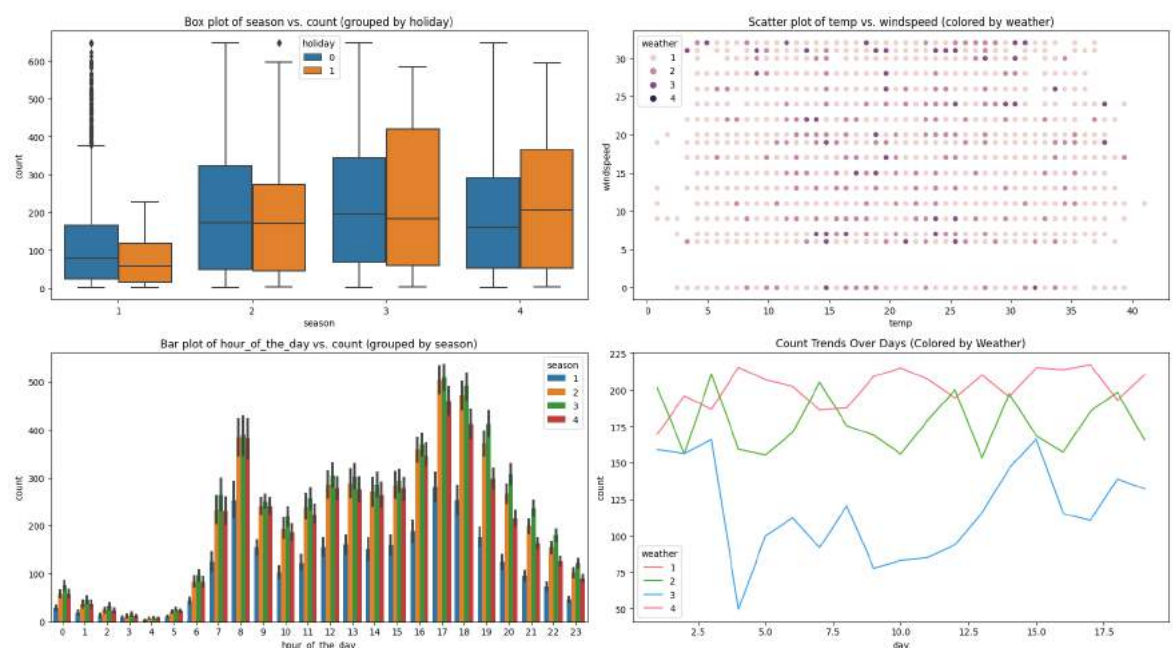 Box plot of season vs. count (grouped by holiday)
holiday
0
1
600
500
400
300
200
100
0
count
1 2 3 4
season
Scatter plot of temp vs. windspeed (colored by weather)
weather
1
2
3
4
30
25
20
15
10
5
0
windspeed
0 5 10 15 20 25 30 35 40
temp
Bar plot of hour_of_the_day vs. count (grouped by season)
season
1
2
3
4
500
400
300
200
100
0
count
0 1 2 3 4 5 6 7 8 9 10 11 12 13 14 15 16 17 18 19 20 21 22 23
hour_of_the_day
Count Trends Over Days (Colored by Weather)
225
200
175
150
125
100
75
50
count
weather
1
2
3
4
2.5 5.0 7.5 10.0 12.5 15.0 17.5
day